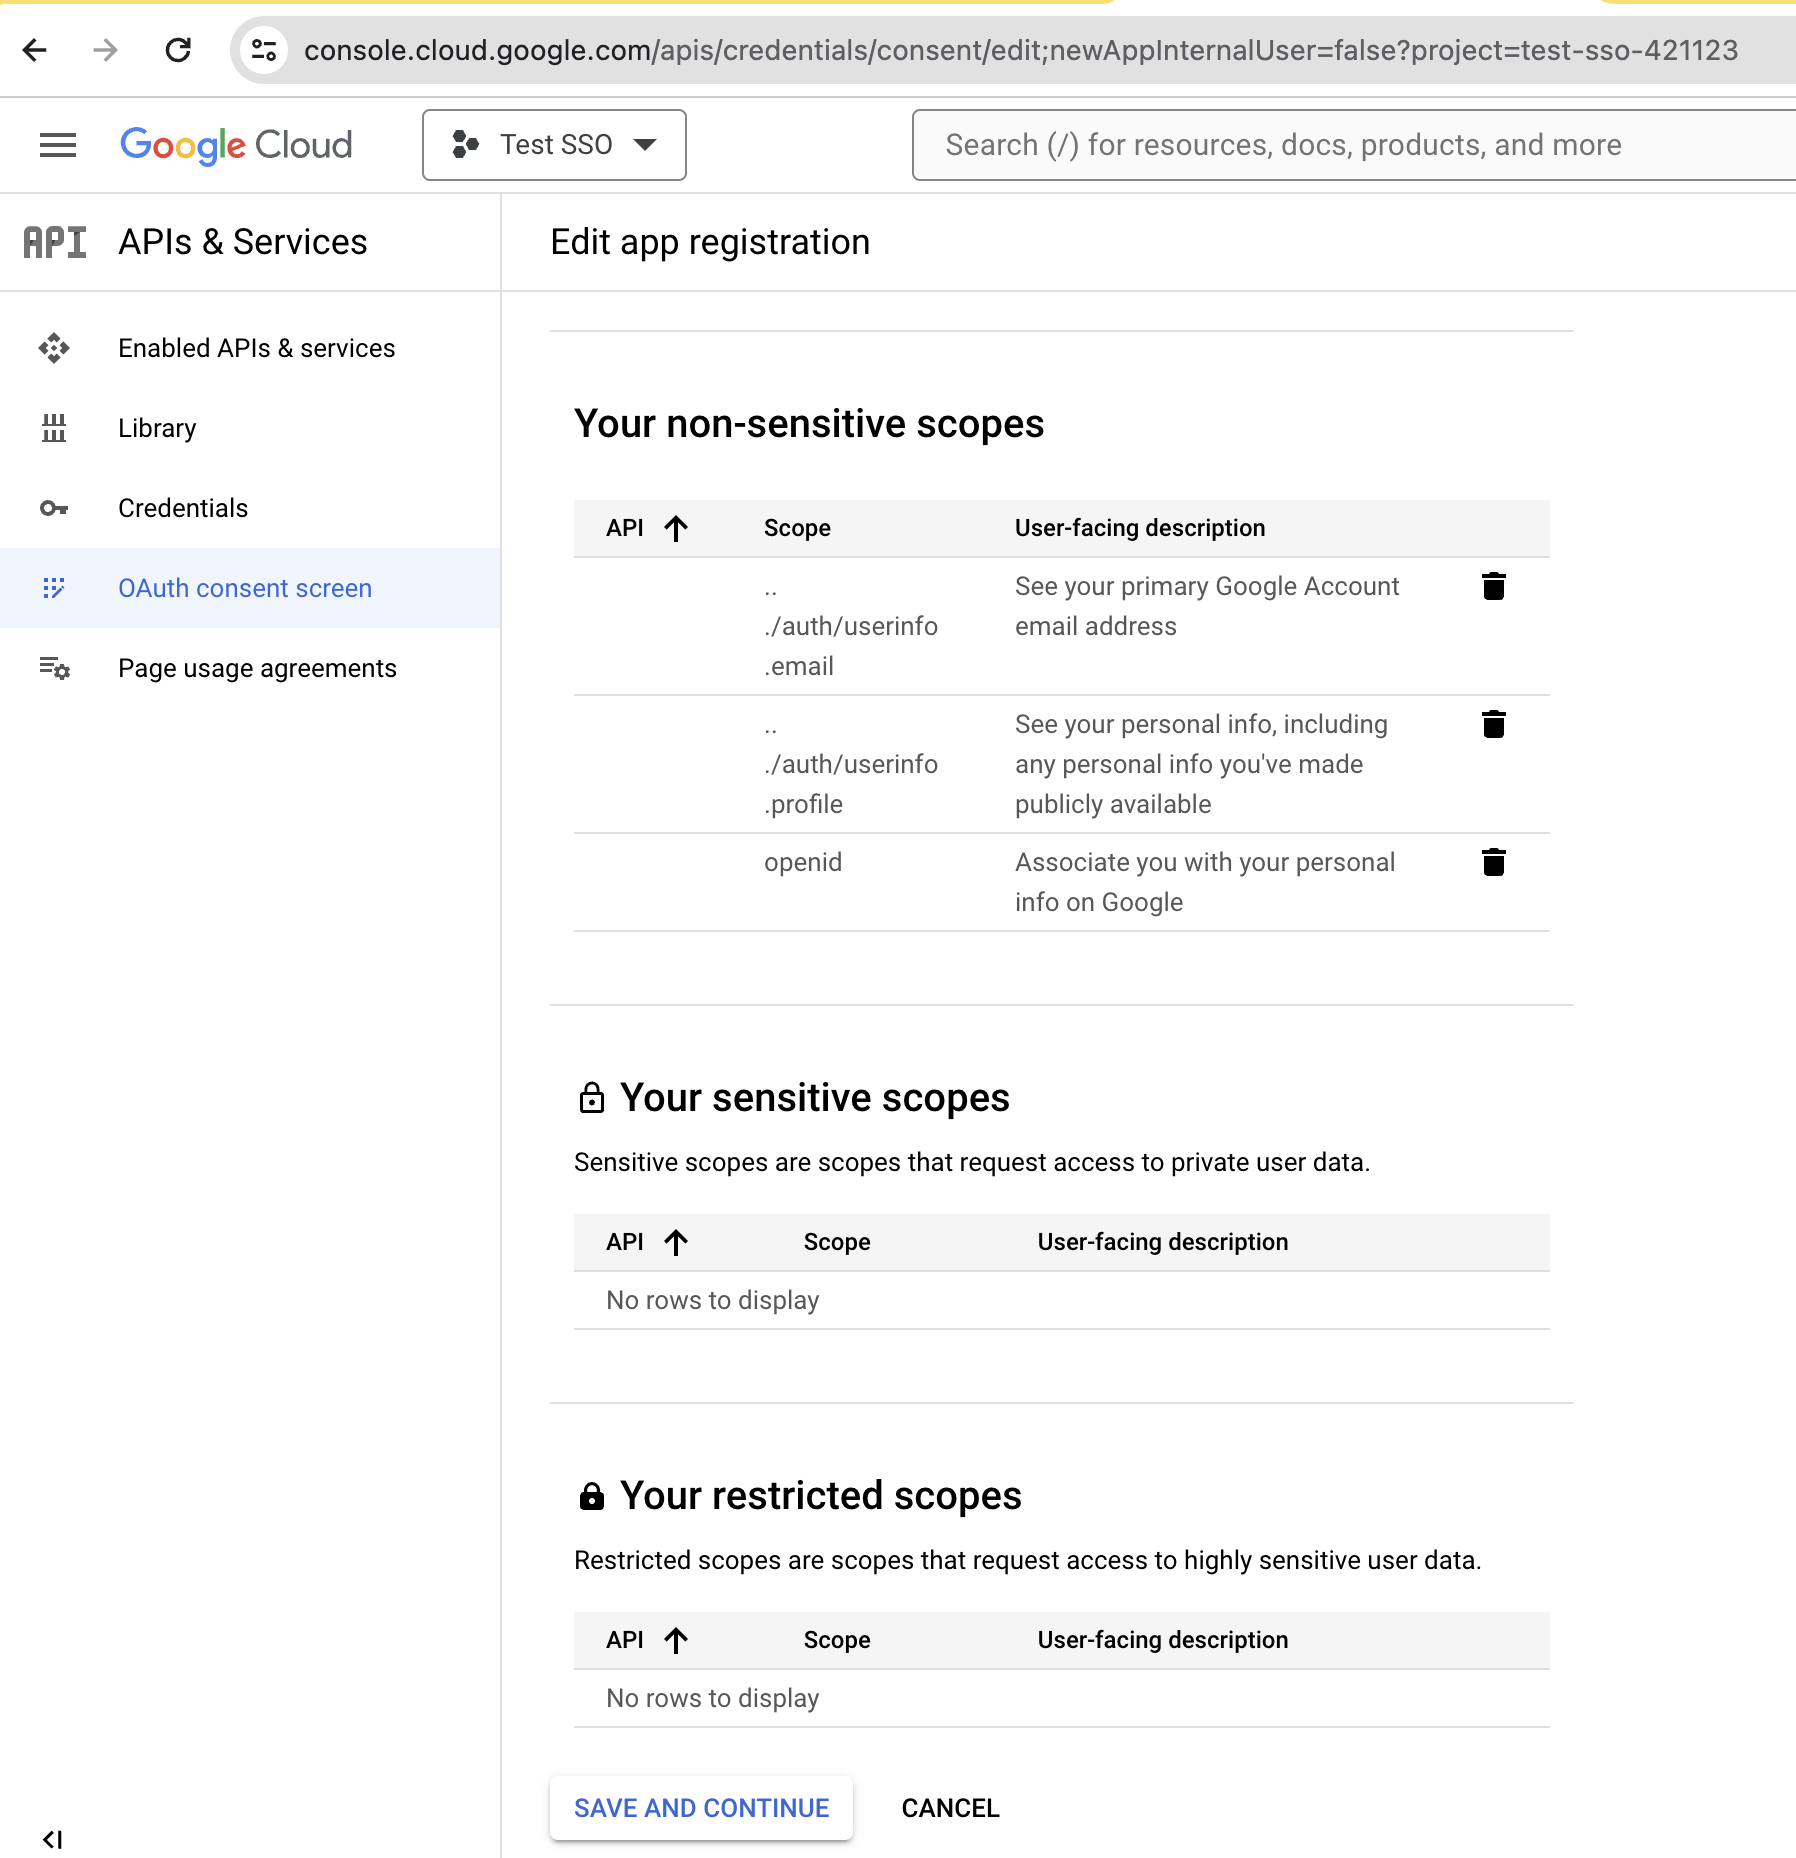 console.cloud.google.com/apis/credentials/consent/edit;newAppInternalUser=false?project=test-sso-421123
Google Cloud
Test SSO
Search (/) for resources, docs, products, and more
API
APIs & Services
Enabled APIs & services
Library
Credentials
OAuth consent screen
Page usage agreements
Edit app registration
Your non-sensitive scopes
API Scope User-facing description
.. See your primary Google Account
./auth/userinfo email address
.email
.. See your personal info, including
./auth/userinfo any personal info you've made
.profile publicly available
openid Associate you with your personal
info on Google
Your sensitive scopes
Sensitive scopes are scopes that request access to private user data.
API Scope User-facing description
No rows to display
Your restricted scopes
Restricted scopes are scopes that request access to highly sensitive user data.
API Scope User-facing description
No rows to display
SAVE AND CONTINUE CANCEL